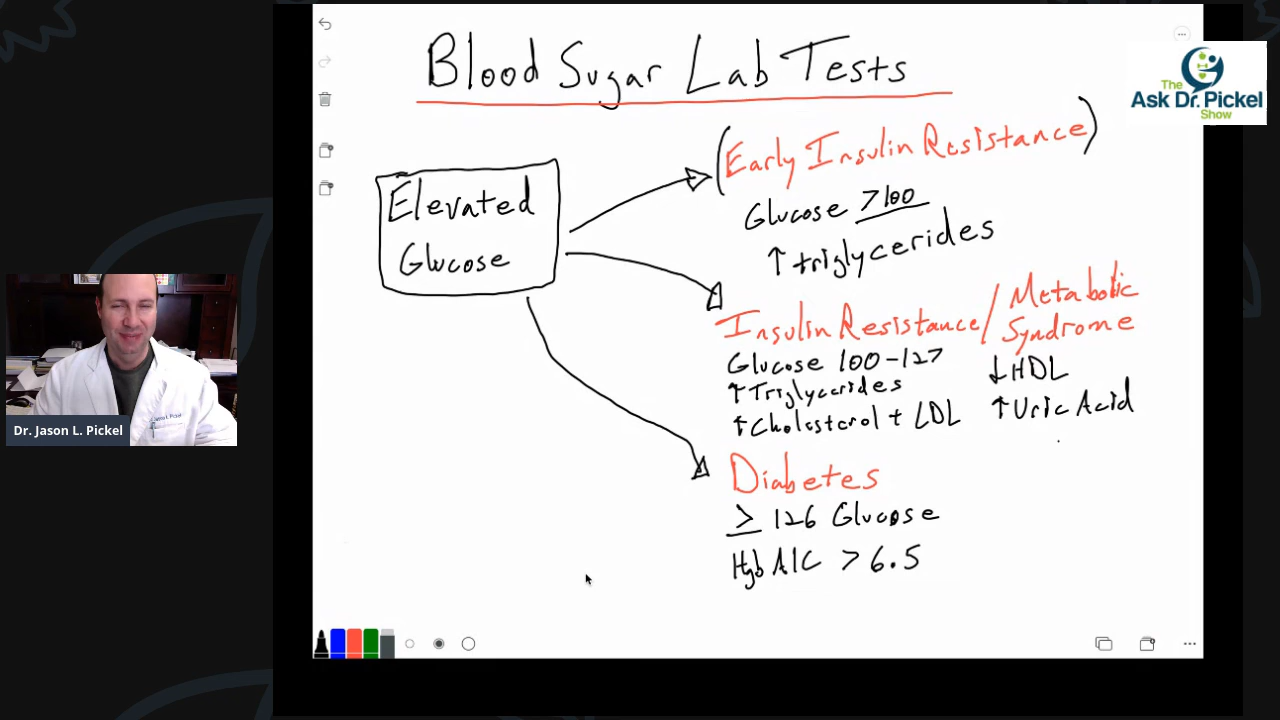 Blood Sugar Lab Tests
The
Ask Dr. Pickel
Show
Elevated
Glucose
(Early Insulin Resistance)
Glucose >100
↑ triglycerides
Insulin Resistance/Metabolic Syndrome
Glucose 100-127
↑Triglycerides
↑Cholesterol + LDL
↓HDL
↑Uric Acid
Diabetes
≥ 126 Glucose
Hgb A1C > 6.5
Dr. Jason L. Pickel